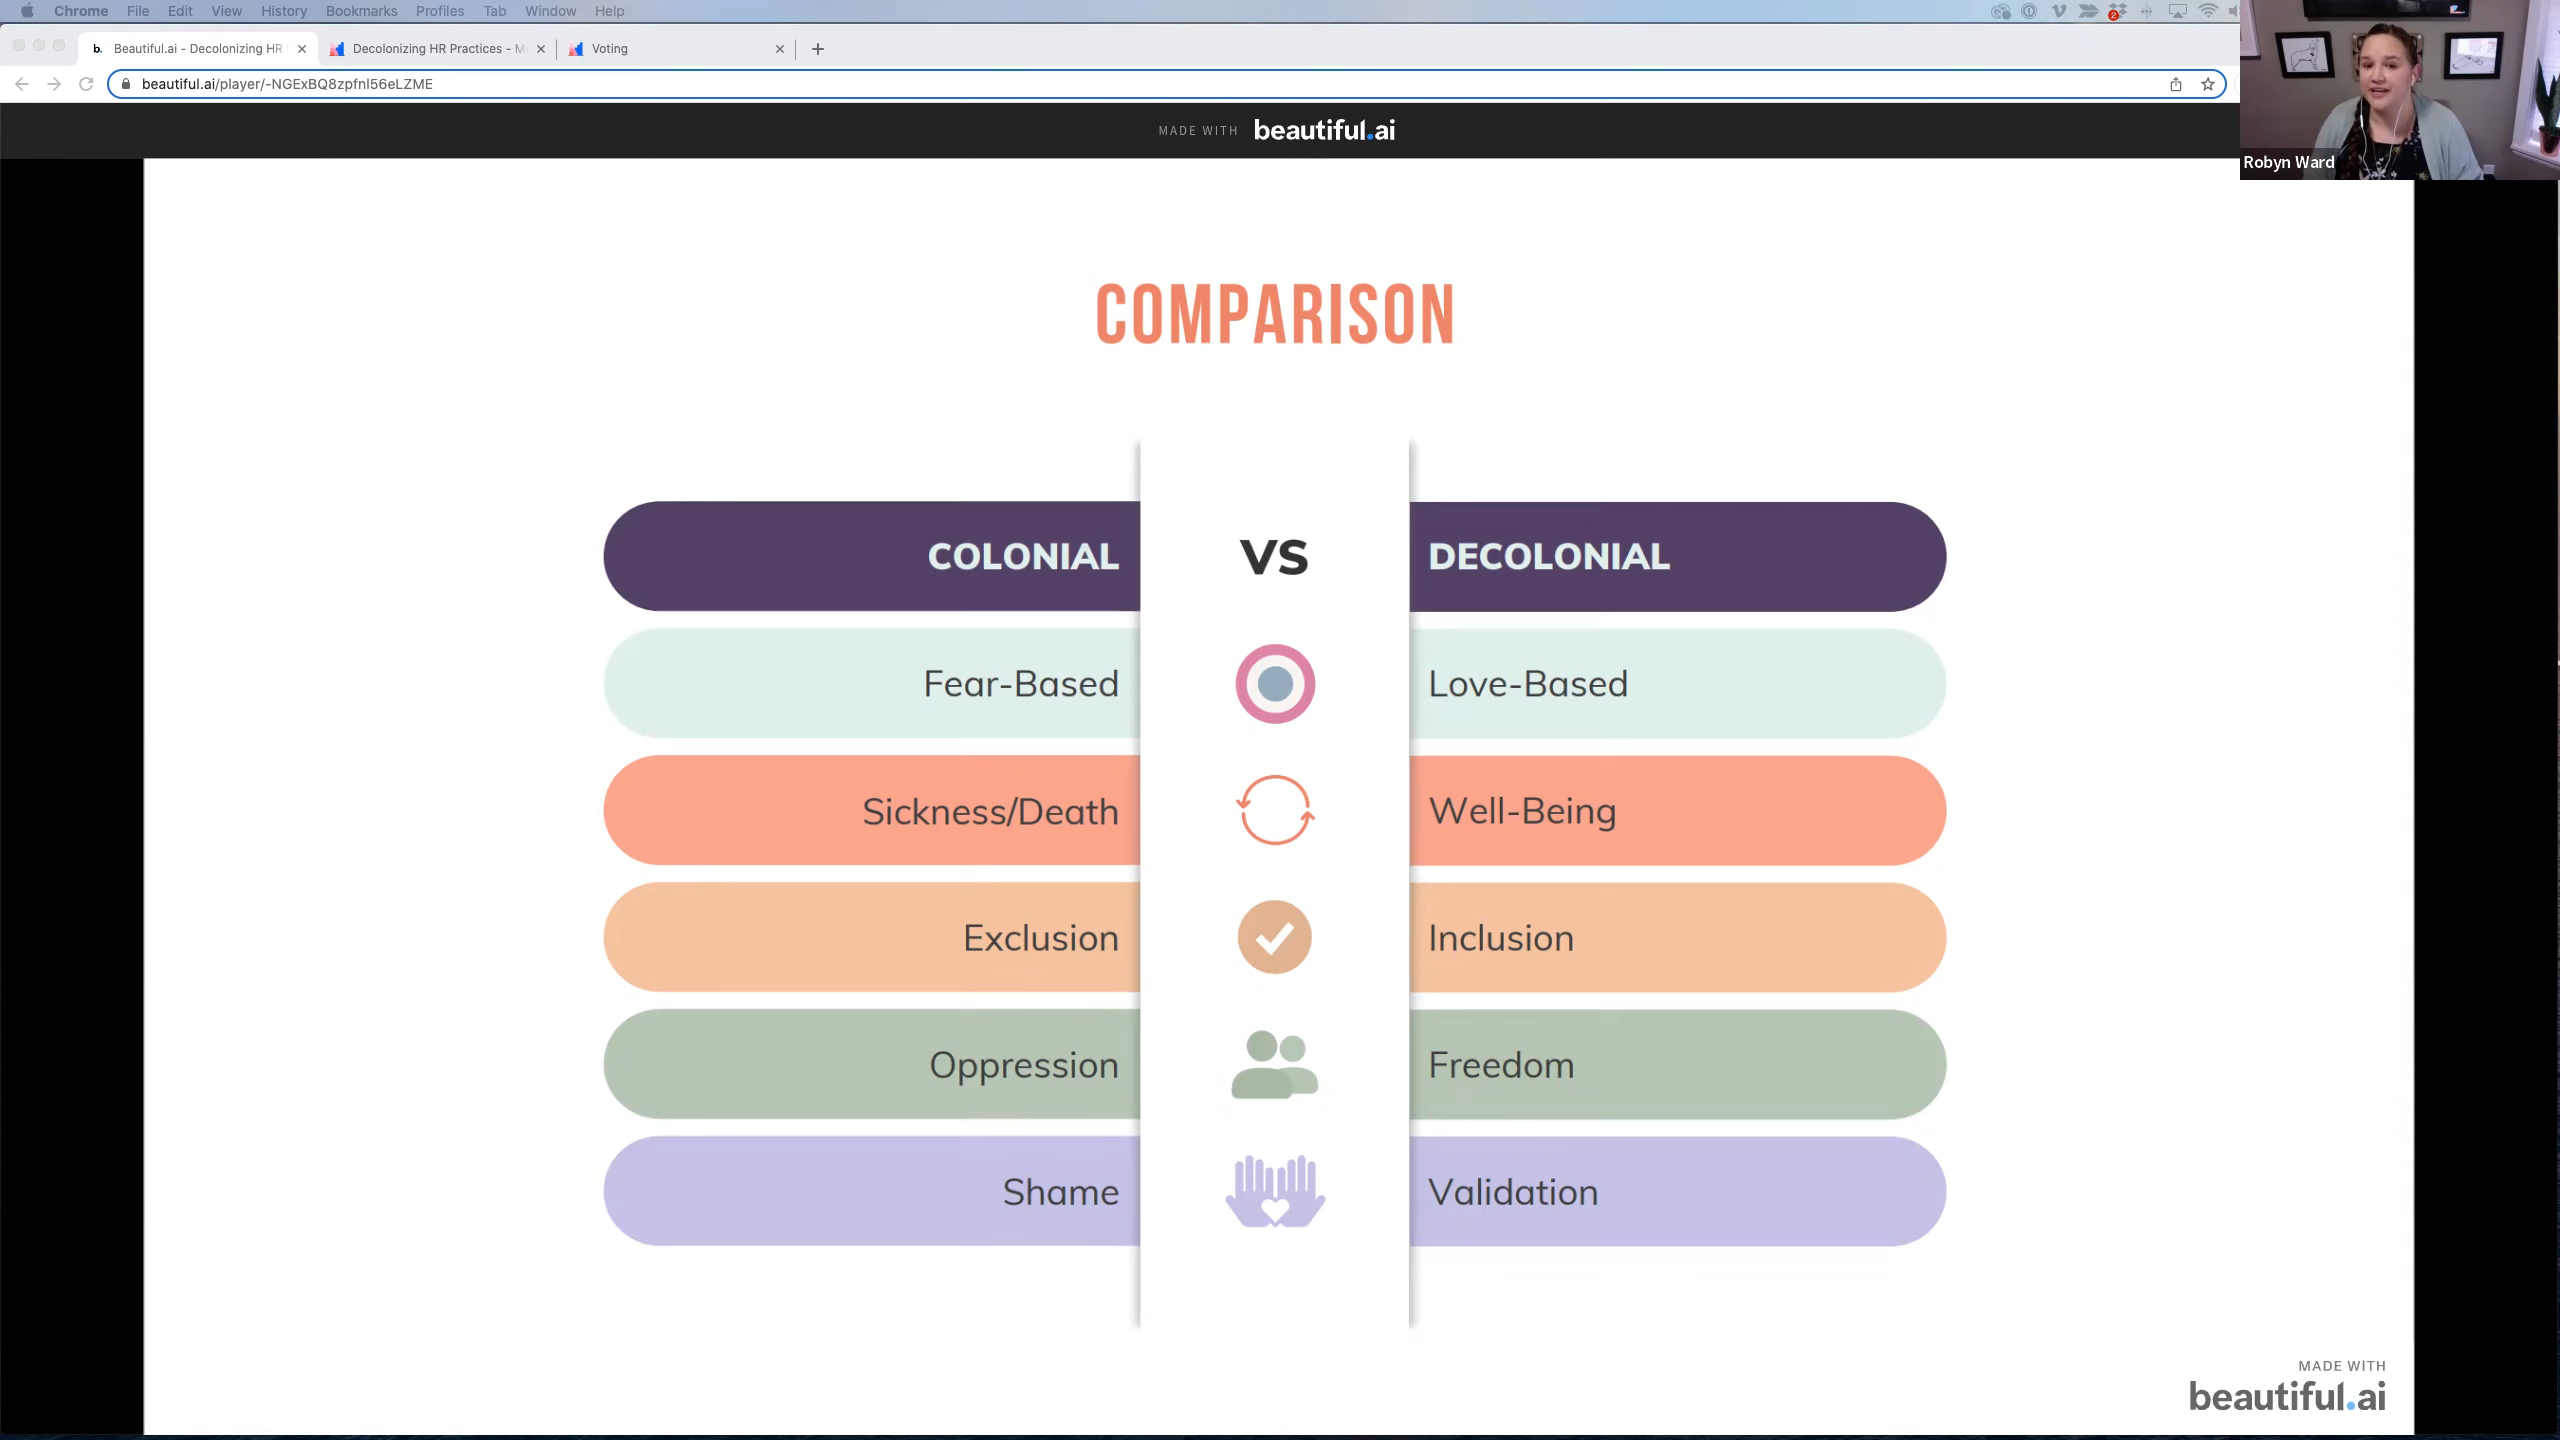 Chrome File Edit View History Bookmarks Profiles Tab Window Help
2
b. Beautiful.ai - Decolonizing HR
Decolonizing HR Practices - M
Voting
beautiful.ai/player/-NGExBQ8zpfnl56eLZME
MADE WITH beautiful.ai
Robyn Ward
COMPARISON
COLONIAL VS DECOLONIAL
Fear-Based Love-Based
Sickness/Death Well-Being
Exclusion Inclusion
Oppression Freedom
Shame Validation
MADE WITH
beautiful.ai